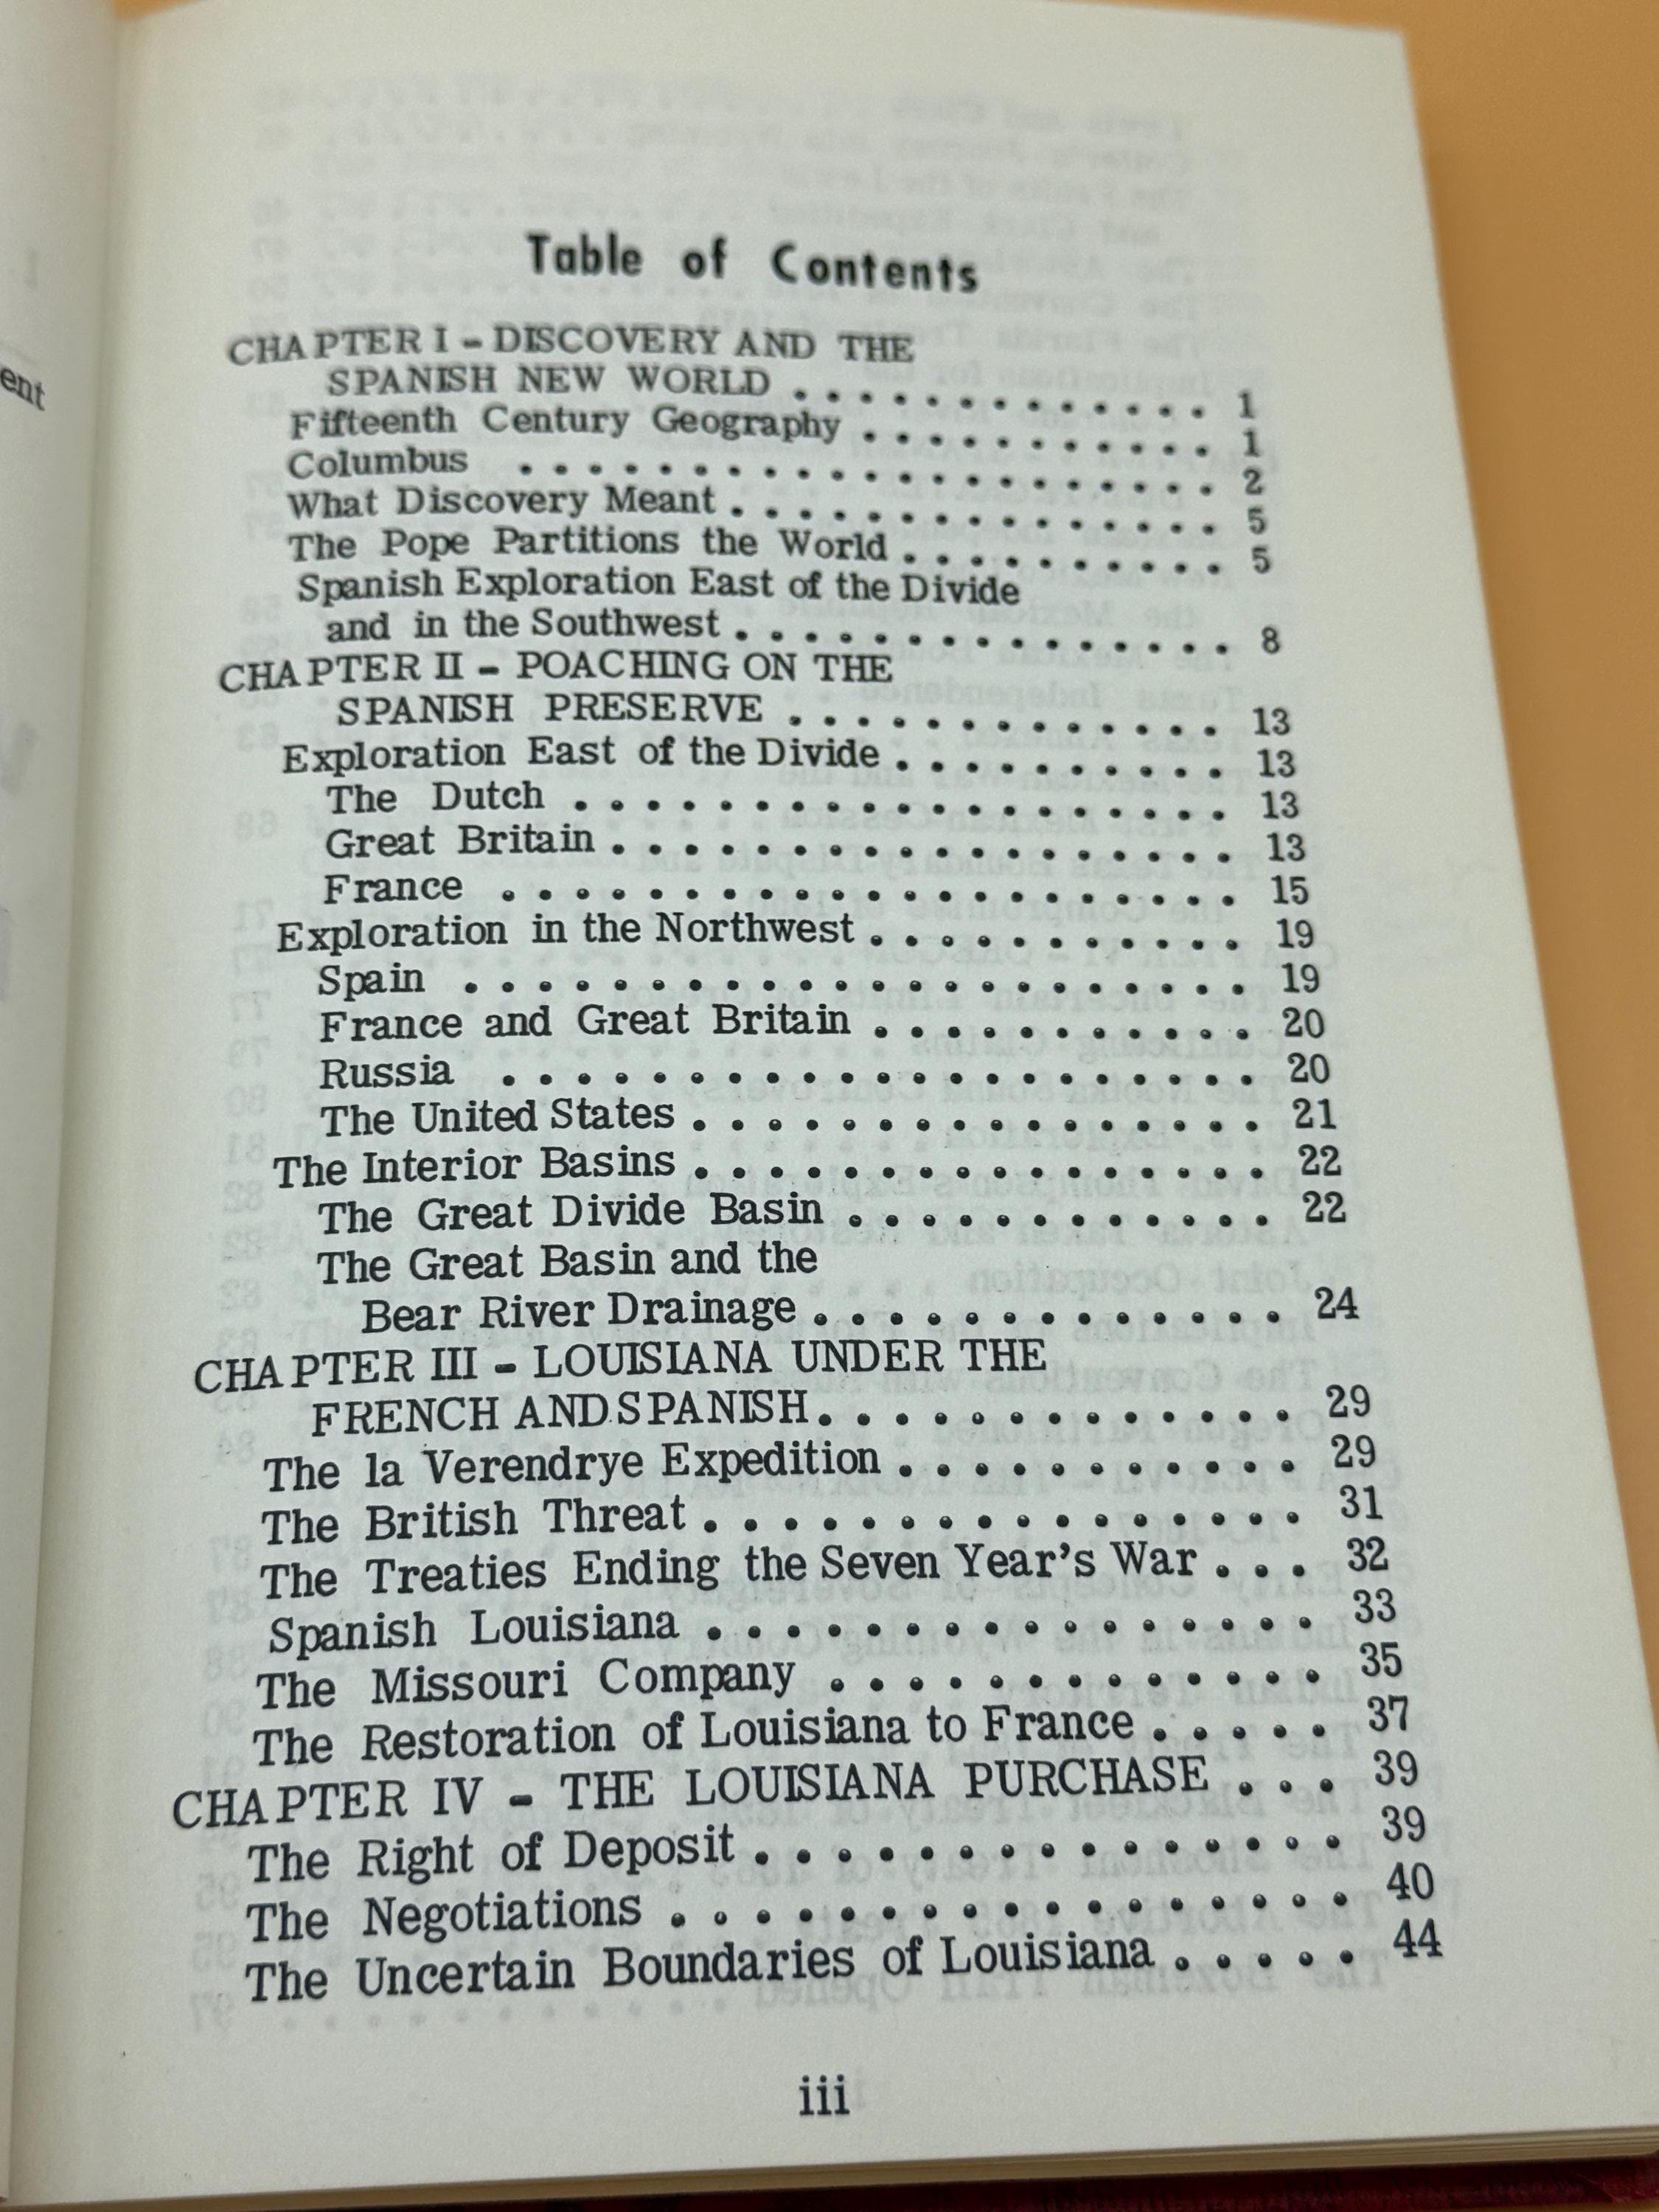 ent
Table of Contents
CHAPTER I - DISCOVERY AND THE
SPANISH NEW WORLD . . . . . . . . . . . . . 1
Fifteenth Century Geography . . . . . . . . . . . 1
Columbus . . . . . . . . . . . . . . . . . . . 2
What Discovery Meant . . . . . . . . . . . . . . . 5
The Pope Partitions the World . . . . . . . . . . 5
Spanish Exploration East of the Divide
and in the Southwest . . . . . . . . . . . . . . 8
CHAPTER II - POACHING ON THE
SPANISH PRESERVE . . . . . . . . . . . . . 13
Exploration East of the Divide . . . . . . . . . . 13
The Dutch . . . . . . . . . . . . . . . . . . 13
Great Britain . . . . . . . . . . . . . . . . . 13
France . . . . . . . . . . . . . . . . . . . . 15
Exploration in the Northwest . . . . . . . . . . . 19
Spain . . . . . . . . . . . . . . . . . . . . . 19
France and Great Britain . . . . . . . . . . . 20
Russia . . . . . . . . . . . . . . . . . . . . . 20
The United States . . . . . . . . . . . . . . . . 21
The Interior Basins . . . . . . . . . . . . . . . . 22
The Great Divide Basin . . . . . . . . . . . . 22
The Great Basin and the
Bear River Drainage . . . . . . . . . . . . . 24
CHAPTER III - LOUISIANA UNDER THE
FRENCH AND SPANISH . . . . . . . . . . . . . 29
The la Verendrye Expedition . . . . . . . . . . . 29
The British Threat . . . . . . . . . . . . . . . . 31
The Treaties Ending the Seven Year's War . . . 32
Spanish Louisiana . . . . . . . . . . . . . . . . 33
The Missouri Company . . . . . . . . . . . . . 35
The Restoration of Louisiana to France . . . . . 37
CHAPTER IV - THE LOUISIANA PURCHASE . . . 39
The Right of Deposit . . . . . . . . . . . . . . . 39
The Negotiations . . . . . . . . . . . . . . . . . 40
The Uncertain Boundaries of Louisiana . . . . . 44
iii